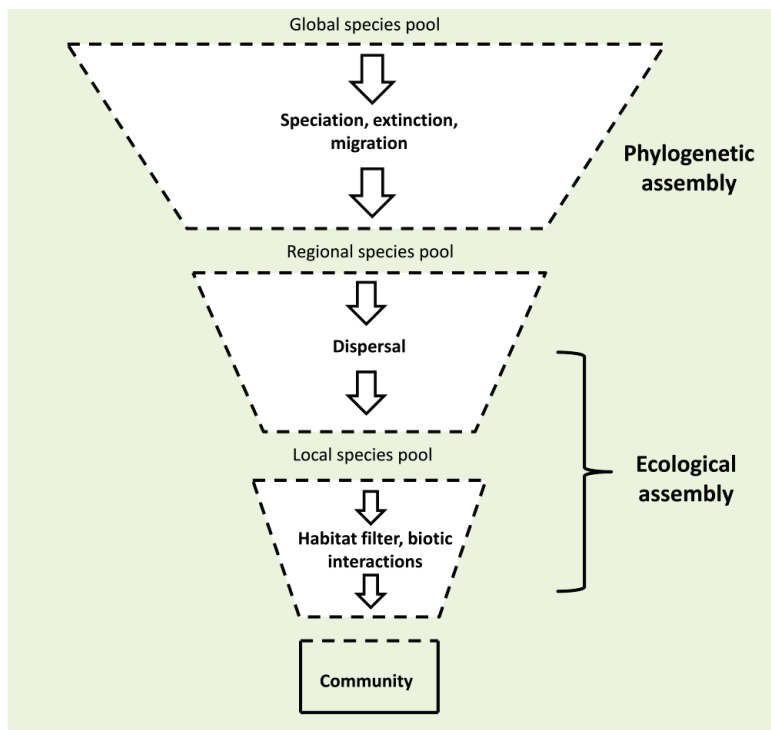 Global species pool
Speciation, extinction,
migration
Phylogenetic
assembly
Regional species pool
Dispersal
Local species pool
Ecological
assembly
Habitat filter, biotic
interactions
Community